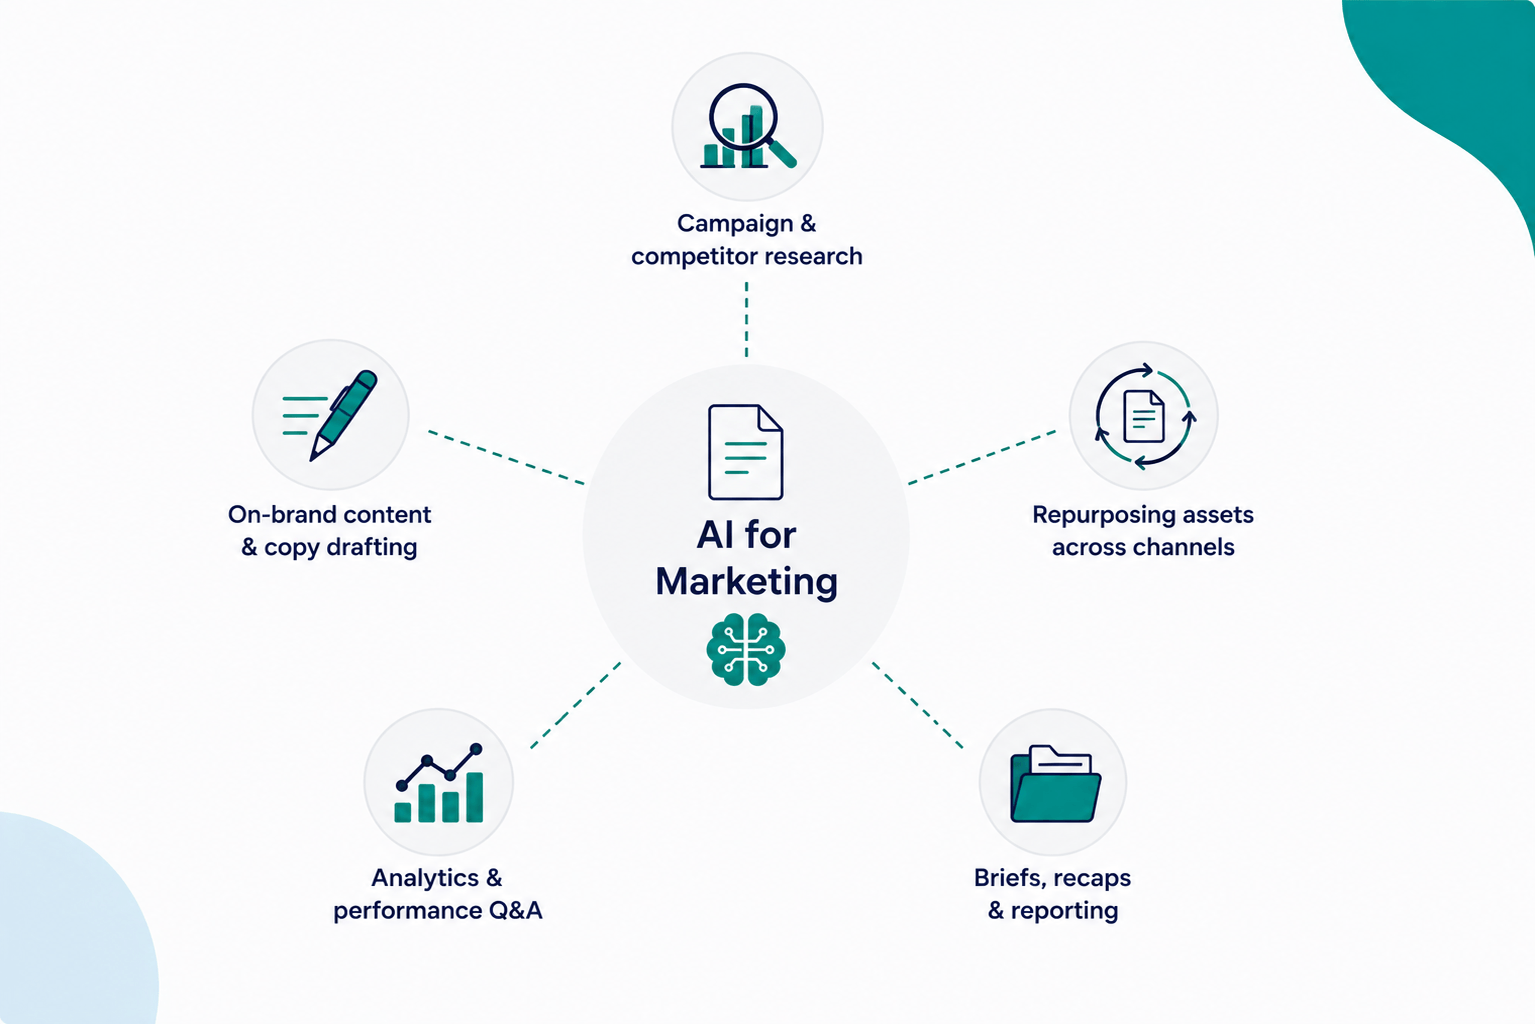 Campaign &
competitor research
On-brand content
& copy drafting
AI for
Marketing
Repurposing assets
across channels
Analytics &
performance Q&A
Briefs, recaps
& reporting